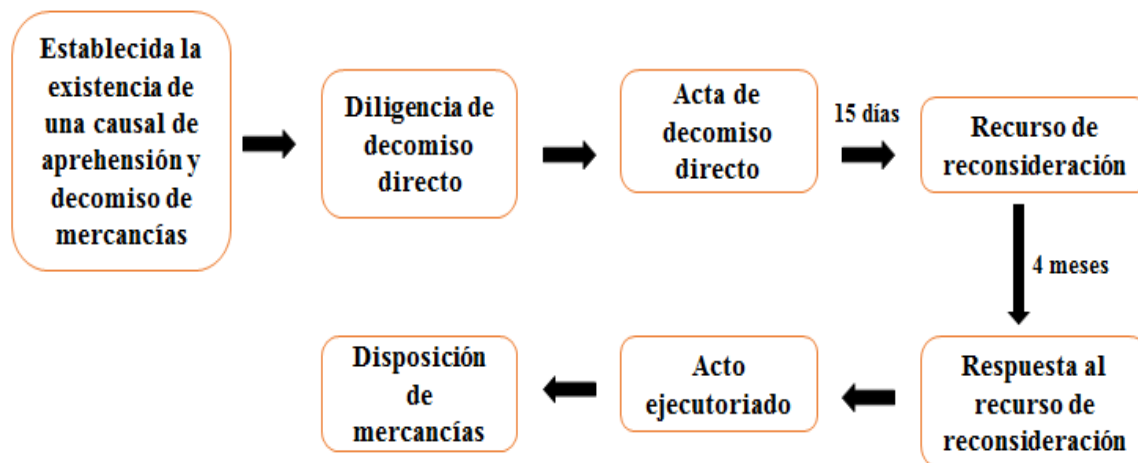 Establecida la
existencia de
una causal de
aprehensión y
decomiso de
mercancías
Diligencia de
decomiso
directo
Acta de
decomiso
directo
15 días
Recurso de
reconsideración
4 meses
Respuesta al
recurso de
reconsideración
Acto
ejecutoriado
Disposición
de
mercancías